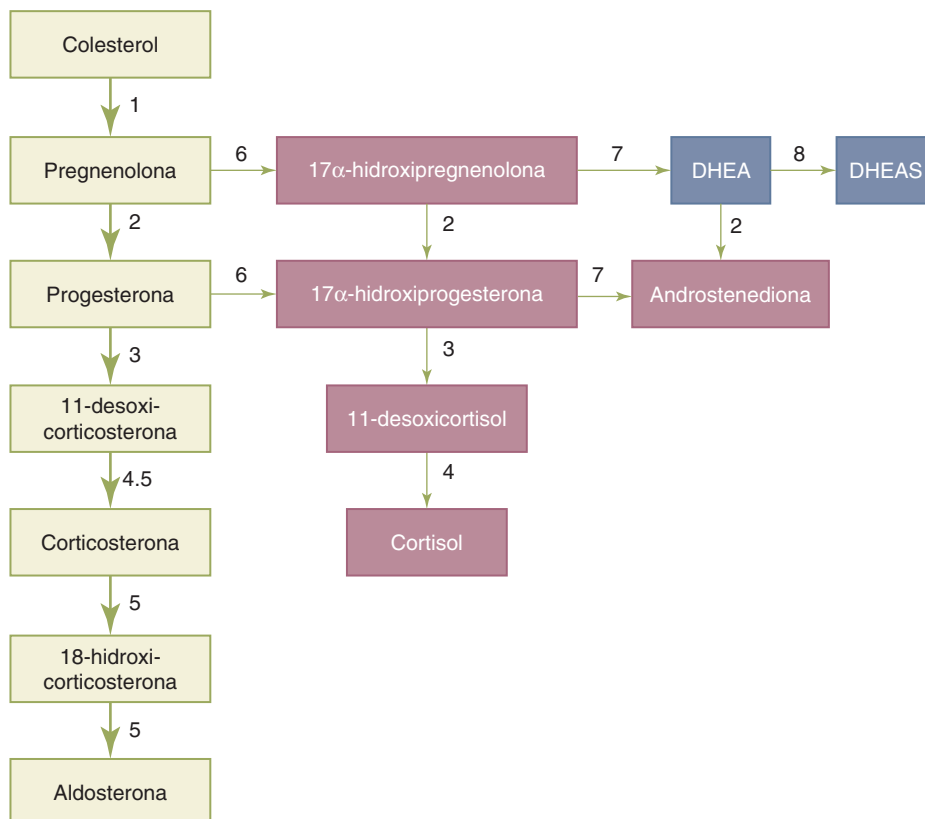 Colesterol
1
Pregnenolona
6
17α-hidroxipregnenolona
7
DHEA
8
DHEAS
2
2
2
Progesterona
6
17α-hidroxiprogesterona
7
Androstenediona
3
3
11-desoxi-
corticosterona
11-desoxicortisol
4.5
4
Corticosterona
Cortisol
5
18-hidroxi-
corticosterona
5
Aldosterona